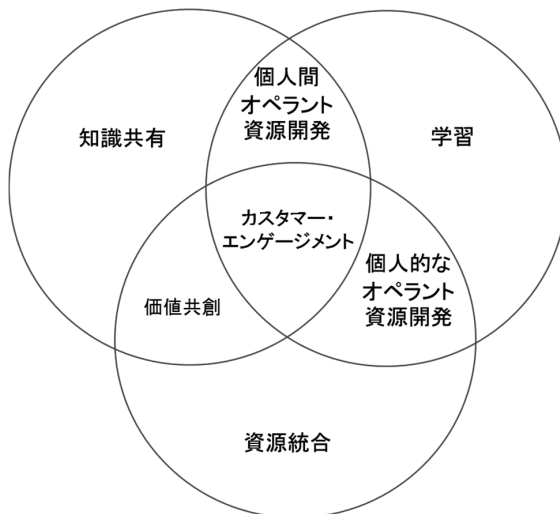 個人間
オペラント
資源開発
知識共有
学習
カスタマー・
エンゲージメント
個人的な
オペラント
資源開発
価値共創
資源統合